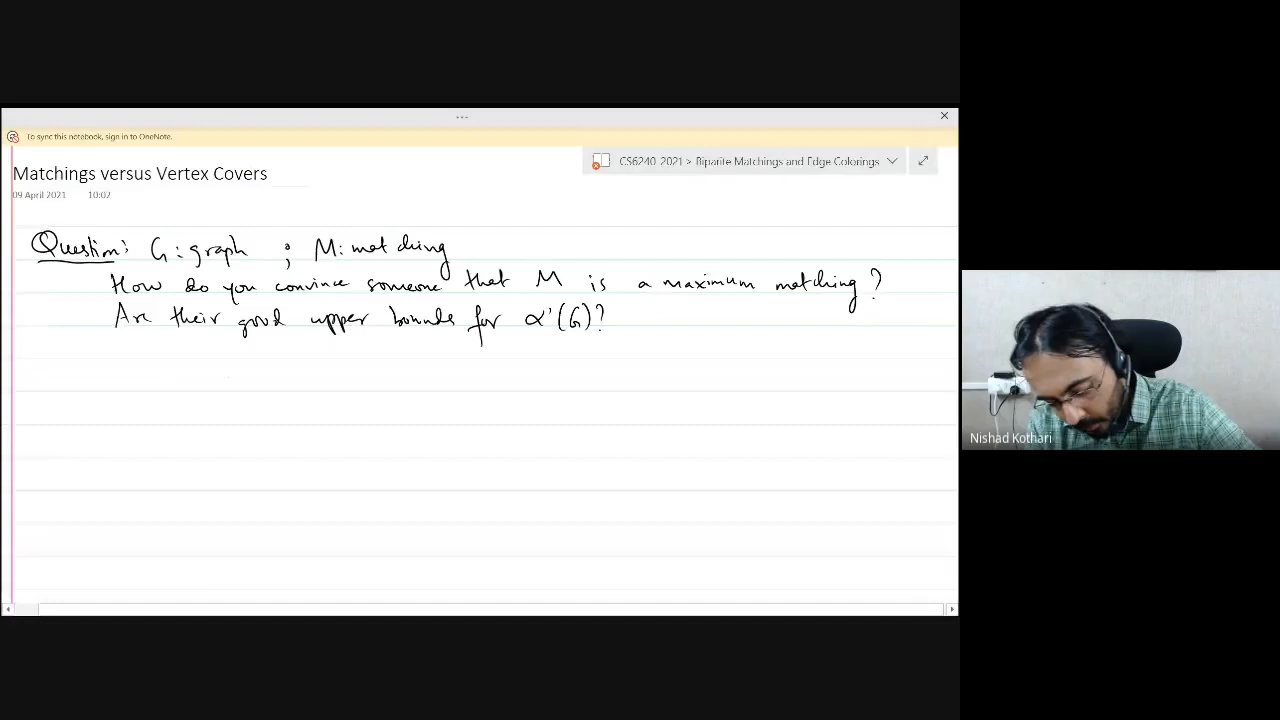 To sync this notebook, sign in to OneNote.
CS6240-2021 > Biparite Matchings and Edge Colorings
Matchings versus Vertex Covers
09 April 2021 10:02
Question: G: graph ; M: matching
How do you convince someone that M is a maximum matching?
Are their good upper bounds for α'(G)?
Nishad Kothari